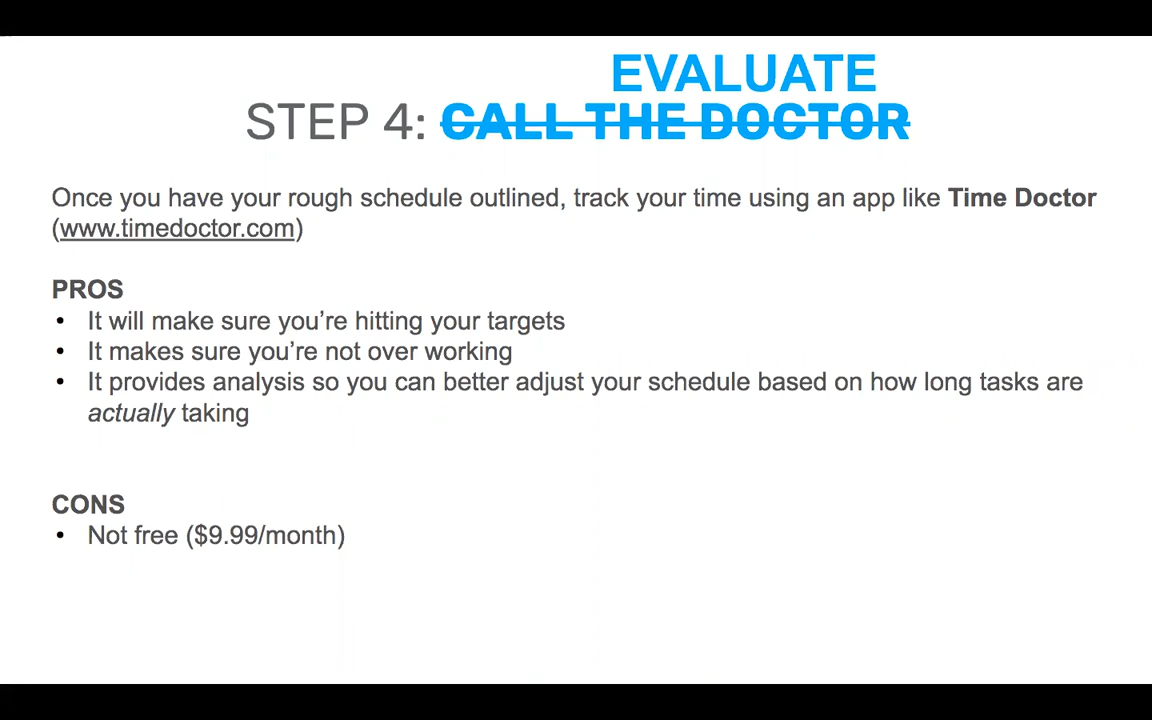 EVALUATE
STEP 4: CALL THE DOCTOR
Once you have your rough schedule outlined, track your time using an app like Time Doctor
(www.timedoctor.com)
PROS
• It will make sure you’re hitting your targets
• It makes sure you’re not over working
• It provides analysis so you can better adjust your schedule based on how long tasks are
actually taking
CONS
• Not free ($9.99/month)